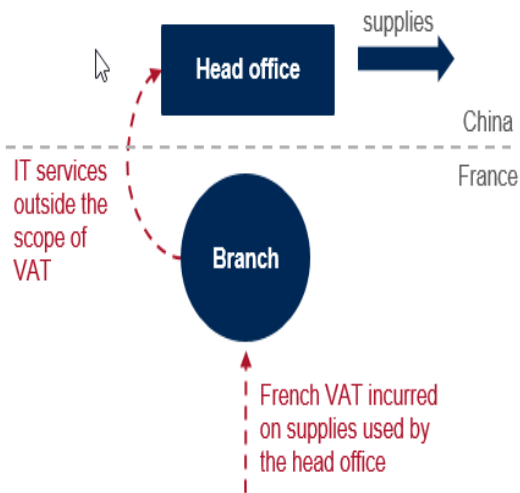 supplies
Head office
China
IT services
outside the
scope of
VAT
France
Branch
French VAT incurred
on supplies used by
the head office